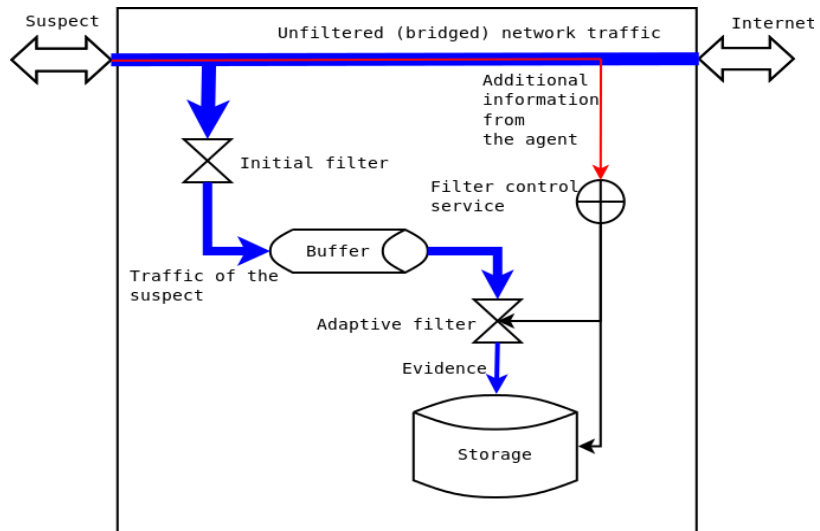 Suspect
Internet
Unfiltered (bridged) network traffic
Additional
information
from
the agent
Initial filter
Filter control
service
Buffer
Traffic of the
suspect
Adaptive filter
Evidence
Storage